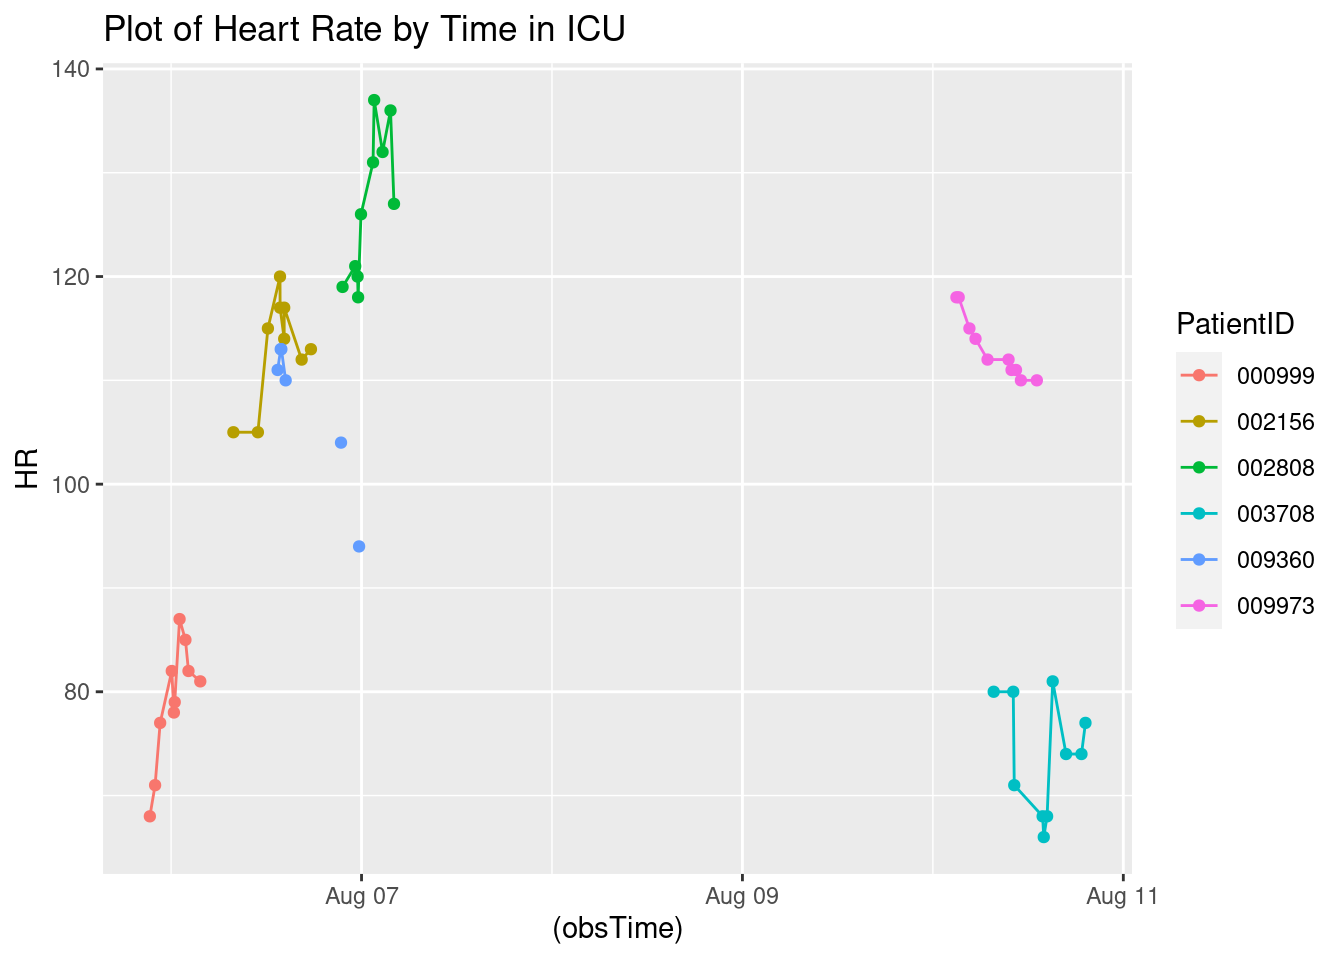 Plot of Heart Rate by Time in ICU
140
120
100
80
HR
Aug 07
Aug 09
Aug 11
(obsTime)
PatientID
000999
002156
002808
003708
009360
009973